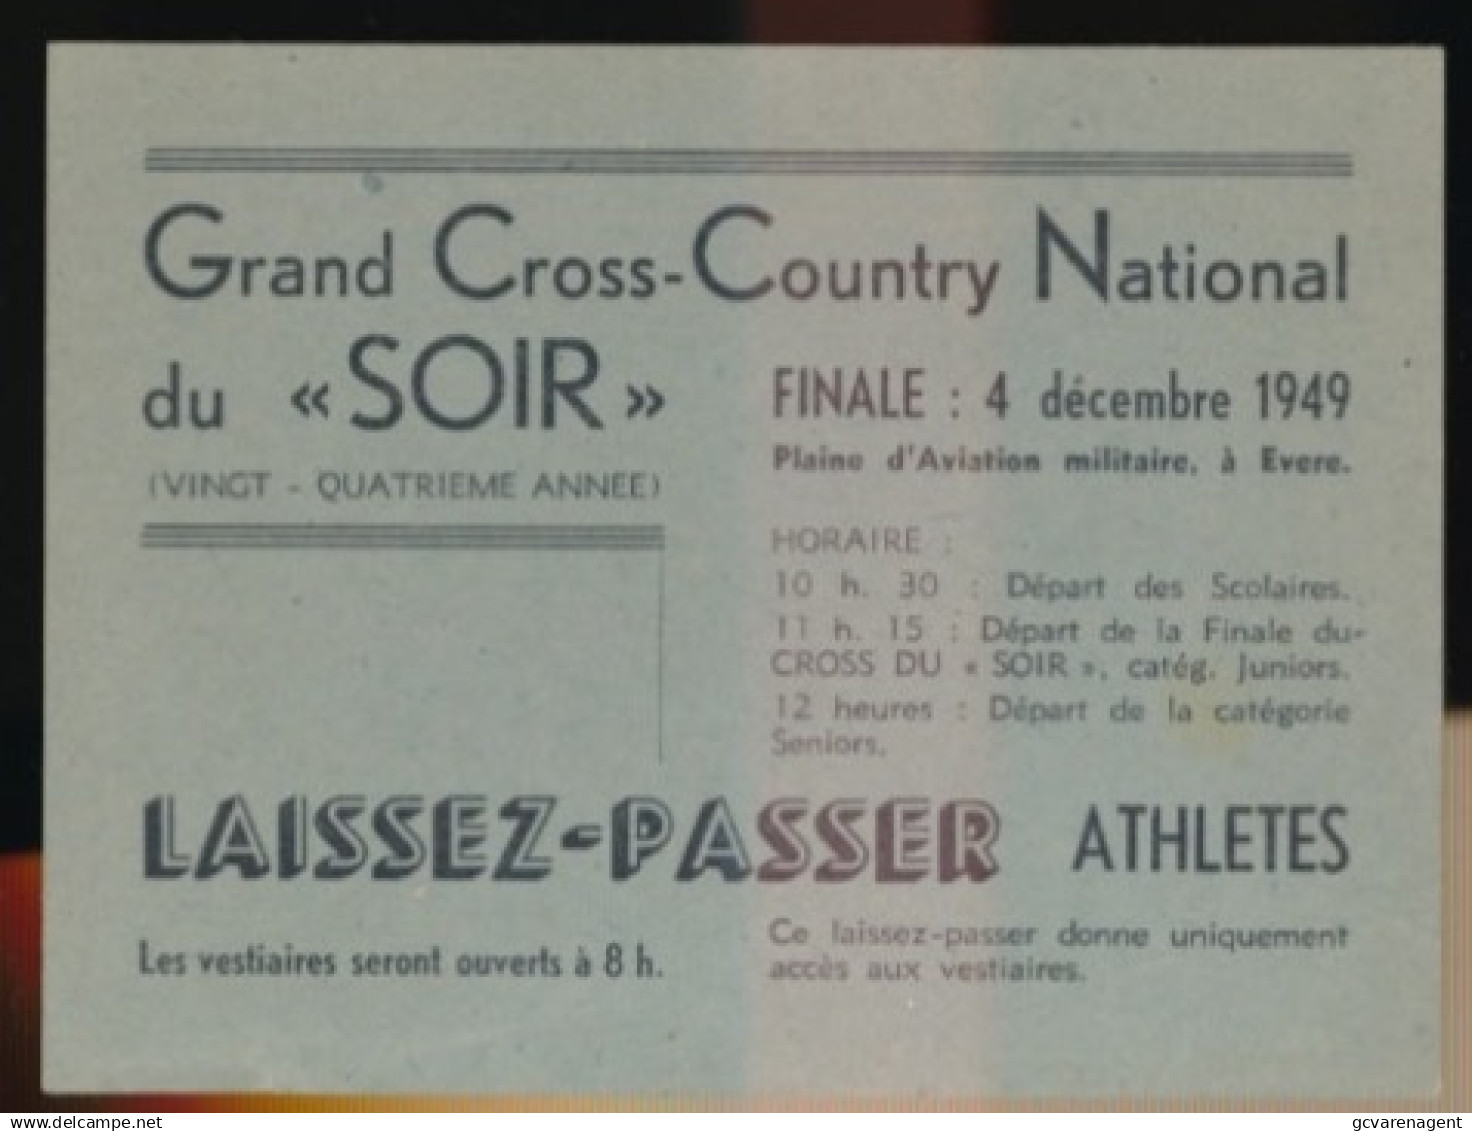 Grand Cross-Country National
du « SOIR »
(VINGT - QUATRIEME ANNEE)
FINALE : 4 décembre 1949
Plaine d'Aviation militaire, à Evere.
HORAIRE :
10 h. 30 : Départ des Scolaires.
11 h. 15 : Départ de la Finale du-
CROSS DU « SOIR », catég. Juniors.
12 heures : Départ de la catégorie
Seniors.
LAISSEZ-PASSER ATHLETES
Les vestiaires seront ouverts à 8 h.
Ce laissez-passer donne uniquement
accès aux vestiaires.
delcampe.net
gcvarenagent